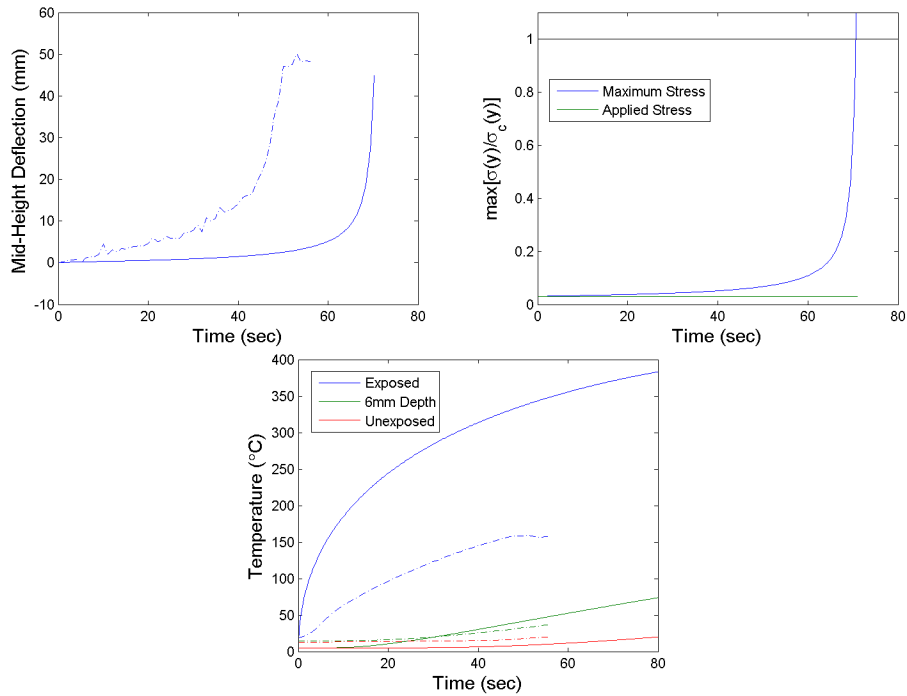 60
50
40
30
20
10
0
-10
Mid-Height Deflection (mm)
0 20 40 60 80
Time (sec)
1
0.8
0.6
0.4
0.2
0
max[σ(y)/σc(y)]
Maximum Stress
Applied Stress
0 20 40 60 80
Time (sec)
400
350
300
250
200
150
100
50
0
Temperature (°C)
Exposed
6mm Depth
Unexposed
0 20 40 60 80
Time (sec)